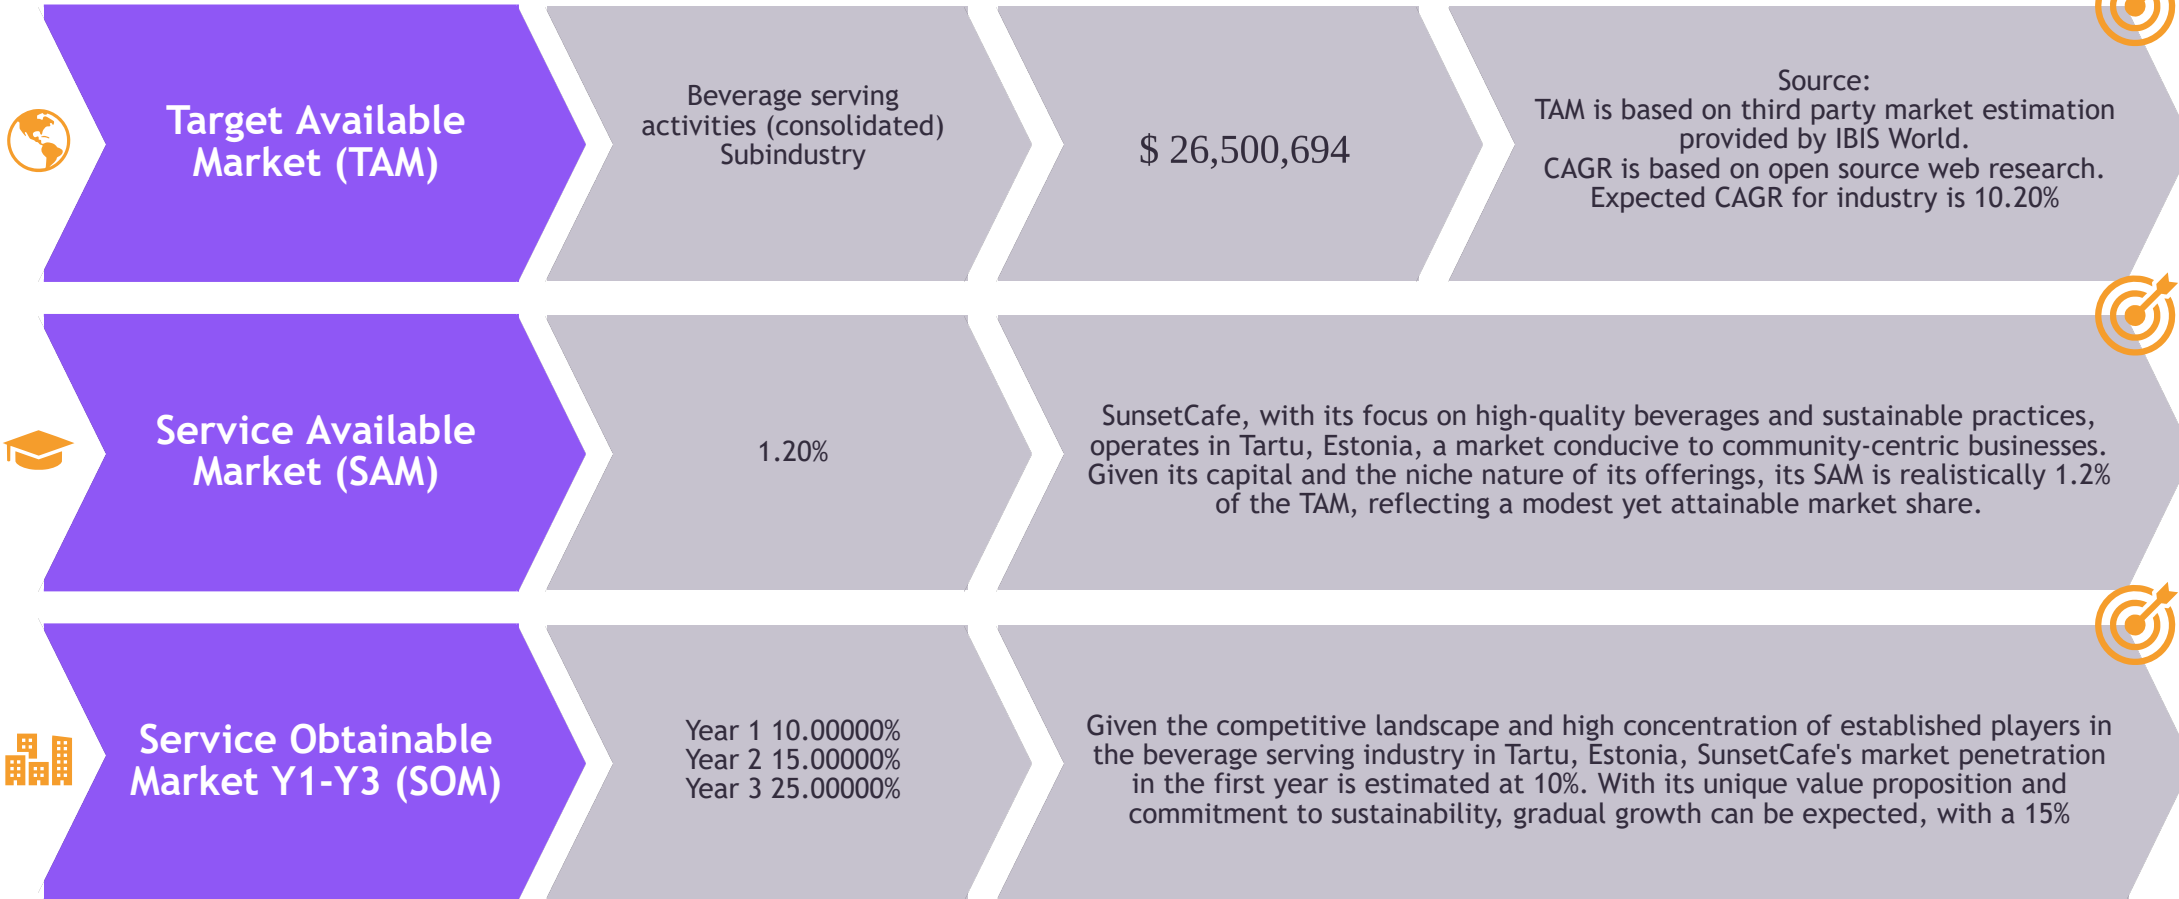 Target Available
Market (TAM)
Beverage serving
activities (consolidated)
Subindustry
$ 26,500,694
Source:
TAM is based on third party market estimation
provided by IBIS World.
CAGR is based on open source web research.
Expected CAGR for industry is 10.20%
Service Available
Market (SAM)
1.20%
SunsetCafe, with its focus on high-quality beverages and sustainable practices,
operates in Tartu, Estonia, a market conducive to community-centric businesses.
Given its capital and the niche nature of its offerings, its SAM is realistically 1.2%
of the TAM, reflecting a modest yet attainable market share.
Service Obtainable
Market Y1-Y3 (SOM)
Year 1 10.00000%
Year 2 15.00000%
Year 3 25.00000%
Given the competitive landscape and high concentration of established players in
the beverage serving industry in Tartu, Estonia, SunsetCafe's market penetration
in the first year is estimated at 10%. With its unique value proposition and
commitment to sustainability, gradual growth can be expected, with a 15%